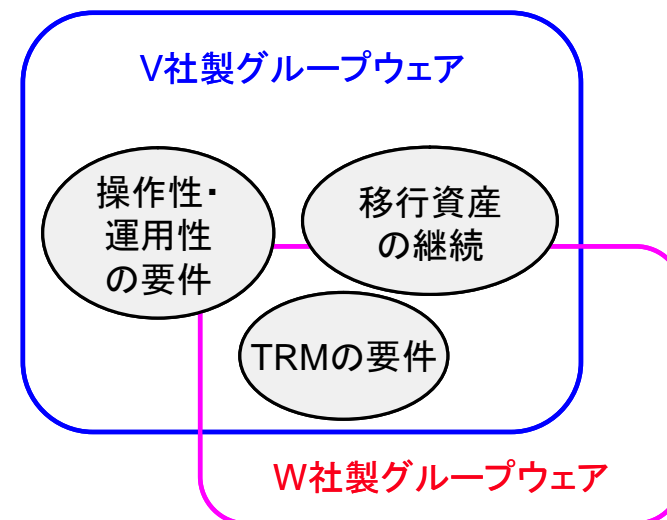 V社製グループウェア
操作性・
運用性
の要件
移行資産
の継続
TRMの要件
W社製グループウェア